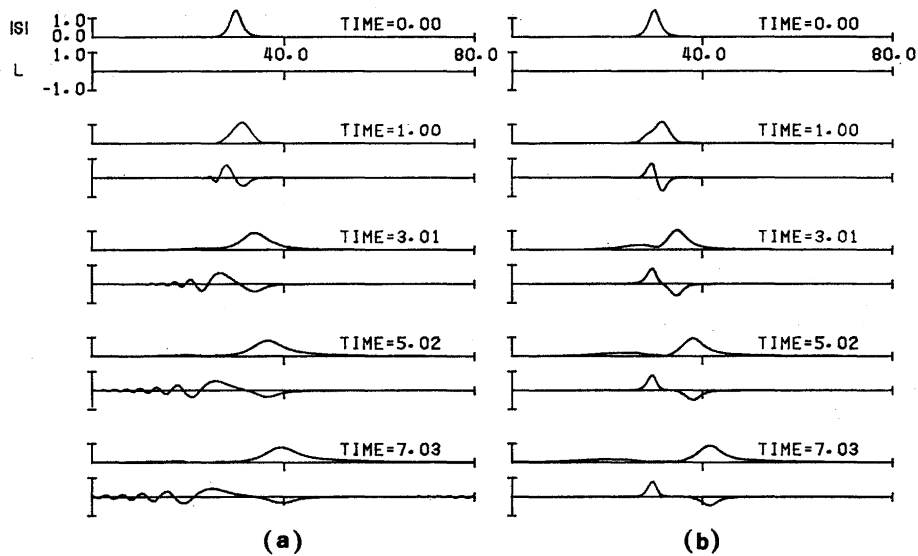 |S| 1.0 TIME=0.00 TIME=0.00
0.0
1.0 40.0 80.0 40.0 80.0
L
-1.0
TIME=1.00 TIME=1.00
TIME=3.01 TIME=3.01
TIME=5.02 TIME=5.02
TIME=7.03 TIME=7.03
(a) (b)